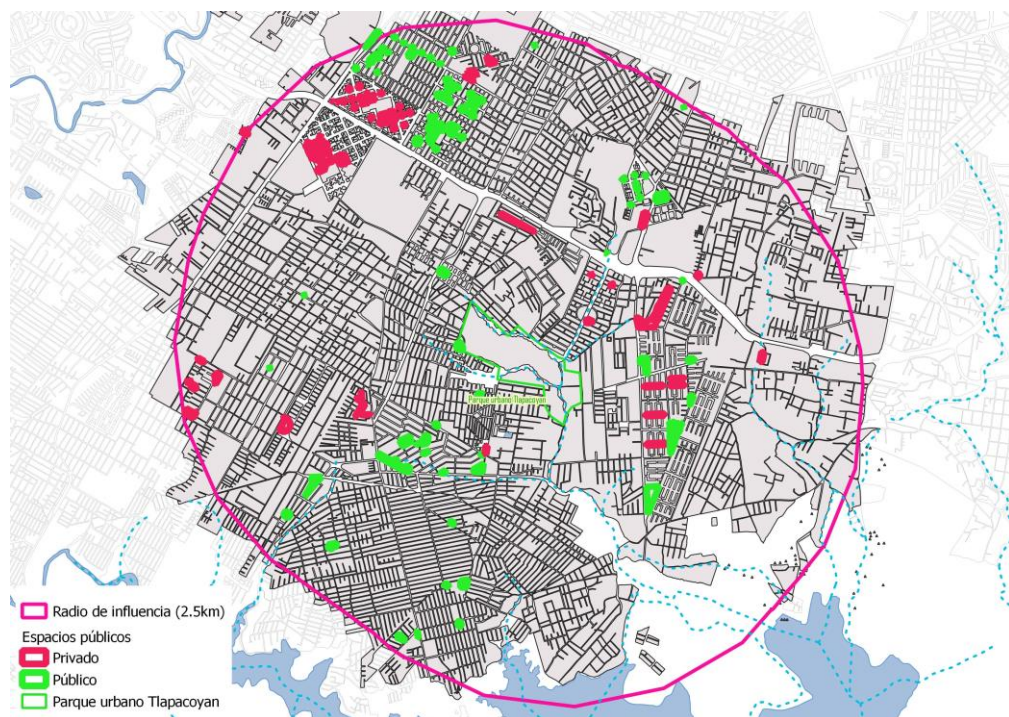 Parque urbano Tlapacoyan
Radio de influencia (2.5km)
Espacios públicos
Privado
Público
Parque urbano Tlapacoyan